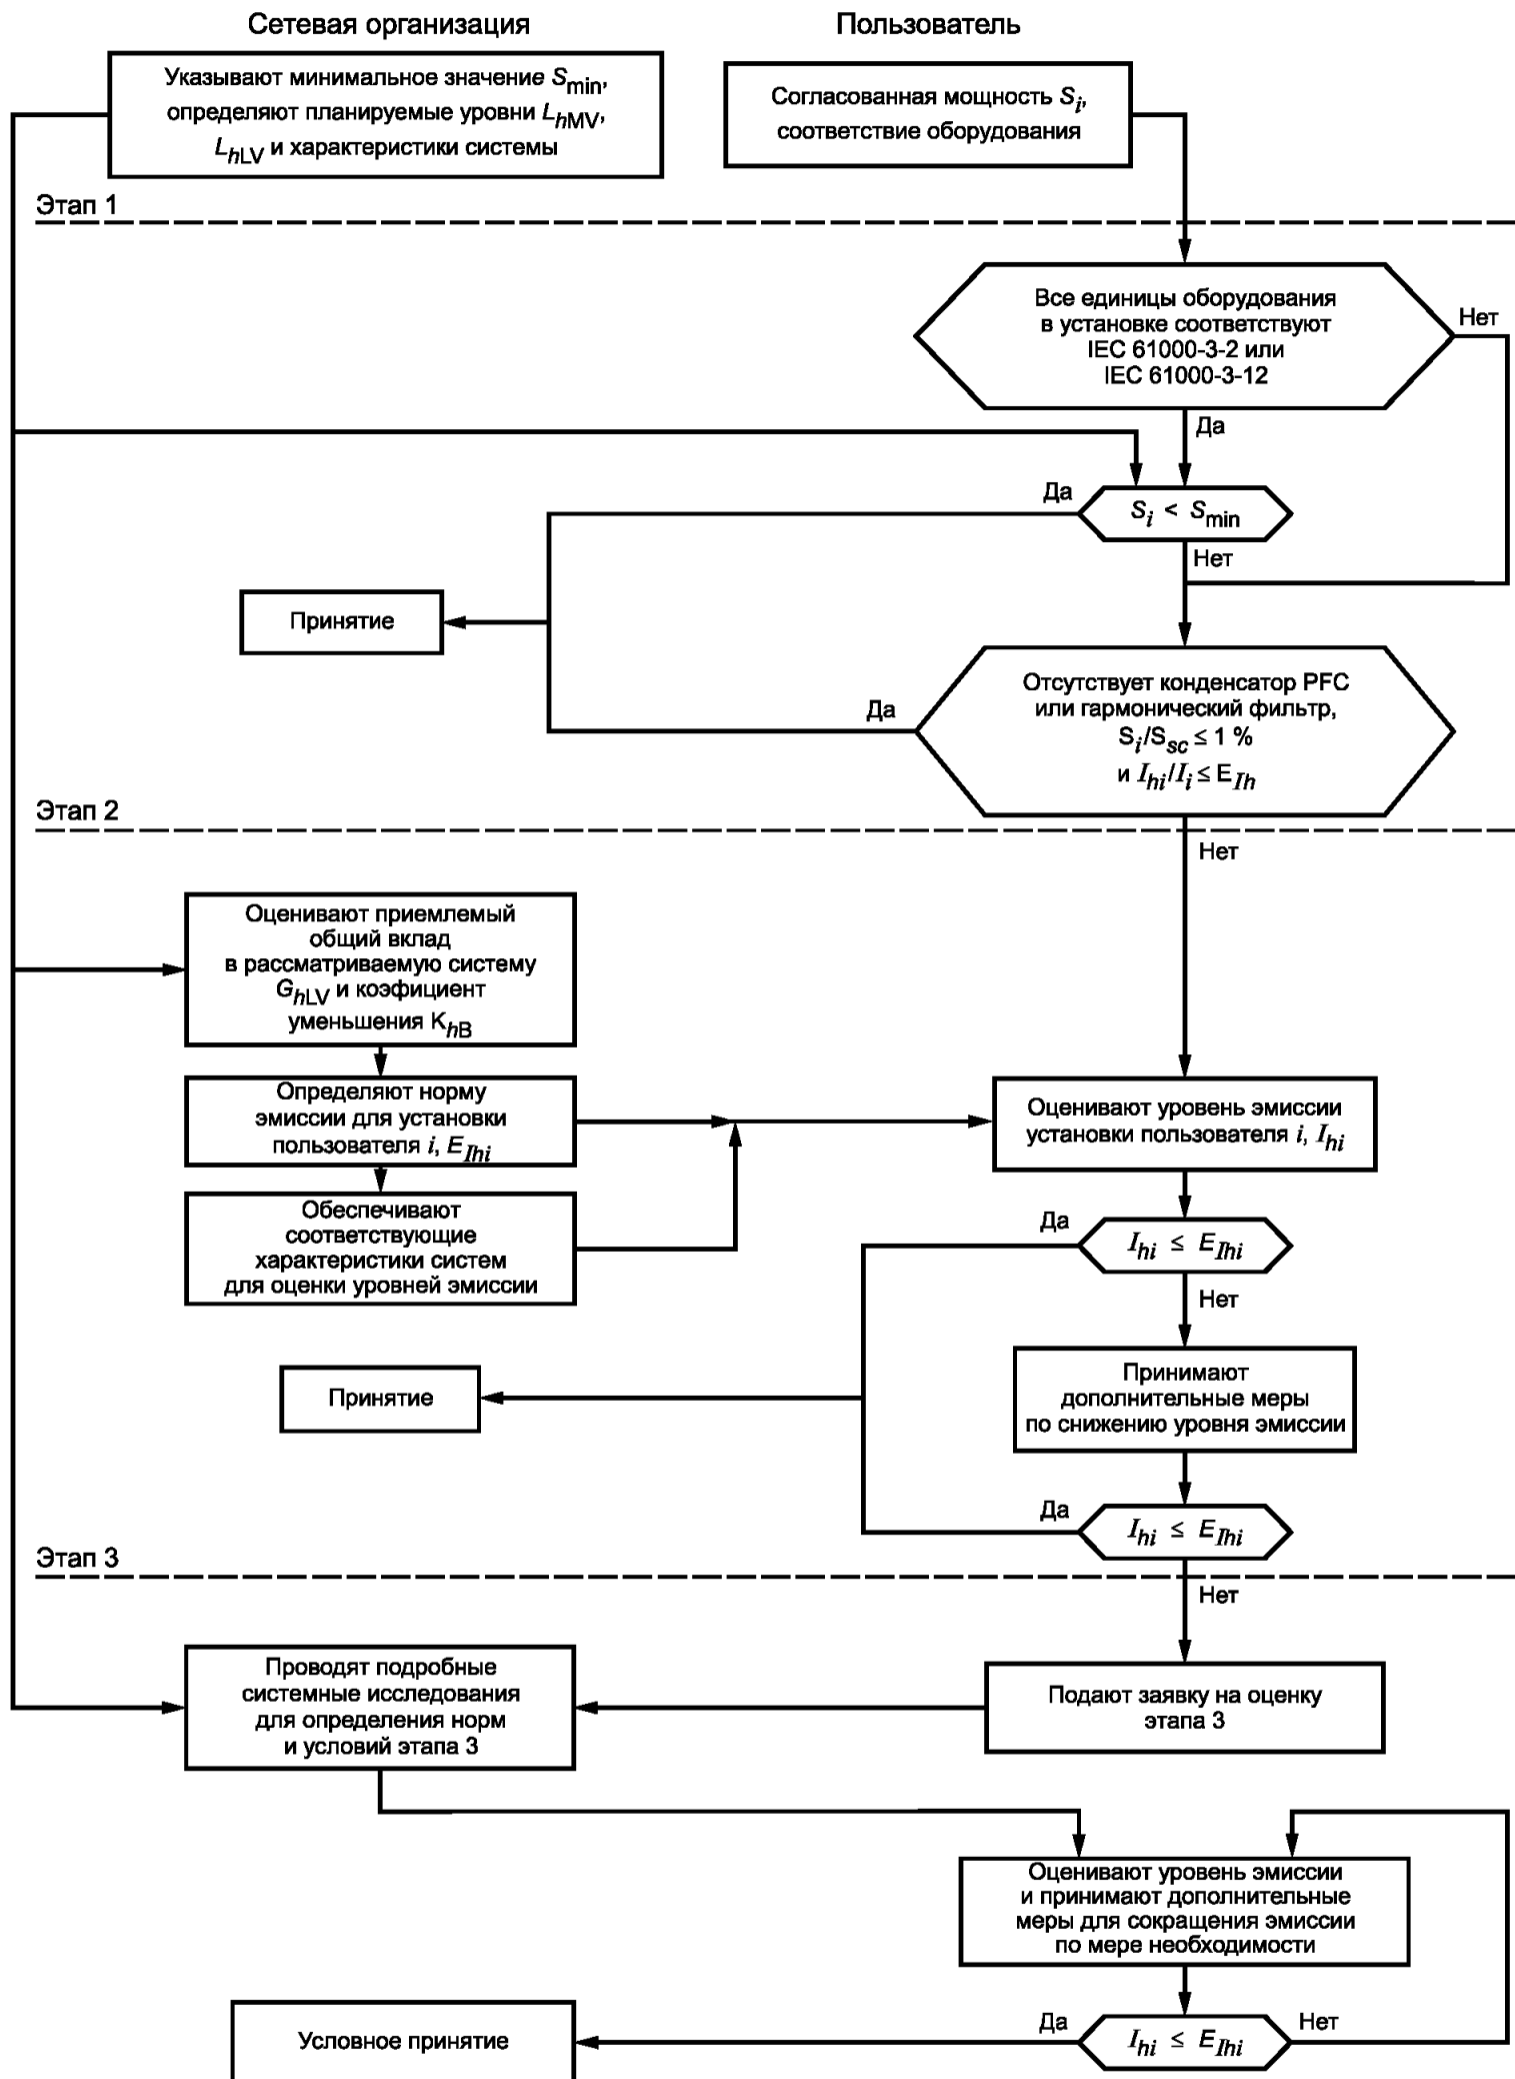 Сетевая организация
Пользователь
Указывают минимальное значение Smin,
определяют планируемые уровни LhMV,
LhLV и характеристики системы
Согласованная мощность Si,
соответствие оборудования
Этап 1
Все единицы оборудования
в установке соответствуют
IEC 61000-3-2 или
IEC 61000-3-12
Нет
Да
Да
Si < Smin
Нет
Принятие
Отсутствует конденсатор PFC
или гармонический фильтр,
Si/Ssc ≤ 1 %
и Ihi/Ii ≤ EIh
Да
Этап 2
Нет
Оценивают приемлемый
общий вклад
в рассматриваемую систему
GhLV и коэфициент
уменьшения KhB
Определяют норму
эмиссии для установки
пользователя i, EIhi
Оценивают уровень эмиссии
установки пользователя i, Ihi
Обеспечивают
соответствующие
характеристики систем
для оценки уровней эмиссии
Да
Ihi ≤ EIhi
Нет
Принятие
Принимают
дополнительные меры
по снижению уровня эмиссии
Да
Ihi ≤ EIhi
Этап 3
Нет
Проводят подробные
системные исследования
для определения норм
и условий этапа 3
Подают заявку на оценку
этапа 3
Оценивают уровень эмиссии
и принимают дополнительные
меры для сокращения эмиссии
по мере необходимости
Условное принятие
Да
Ihi ≤ EIhi
Нет